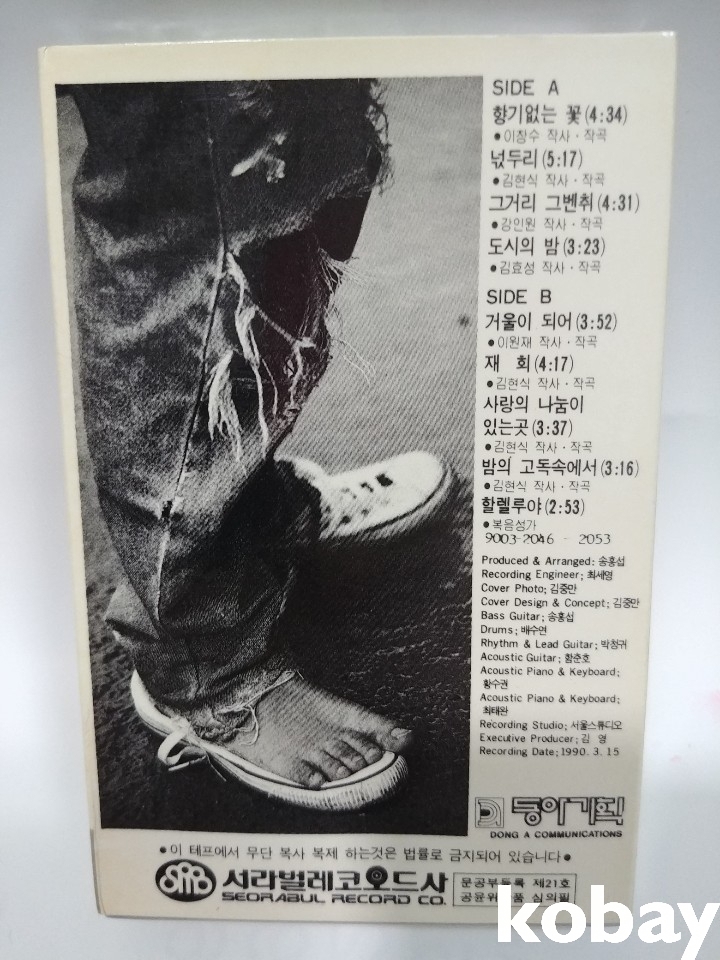 SIDE A
향기없는 꽃(4:34)
●이장수 작사·작곡
넋두리(5:17)
●김현식 작사·작곡
그거리 그벤취(4:31)
●강인원 작사·작곡
도시의 밤(3:23)
●김효성 작사·작곡
SIDE B
거울이 되어(3:52)
●이원재 작사·작곡
재 회(4:17)
●김현식 작사·작곡
사랑의 나눔이
있는곳(3:37)
●김현식 작사·작곡
밤의 고독속에서(3:16)
●김현식 작사·작곡
할렐루야(2:53)
●복음성가
9003-2046 - 2053
Produced & Arranged; 송홍섭
Recording Engineer; 최세영
Cover Photo; 김중만
Cover Design & Concept; 김중만
Bass Guitar; 송홍섭
Drums; 배수연
Rhythm & Lead Guitar; 박청귀
Acoustic Guitar; 함춘호
Acoustic Piano & Keyboard;
황수권
Acoustic Piano & Keyboard;
최태완
Recording Studio; 서울스튜디오
Executive Producer; 김 영
Recording Date; 1990. 3. 15
동아기획
DONG A COMMUNICATIONS
●이 테프에서 무단 복사 복제 하는것은 법률로 금지되어 있습니다●
SRB 서라벌레코오드사
SEORABUL RECORD CO.
문공부등록 제21호
공윤위 품 심의필
kobay